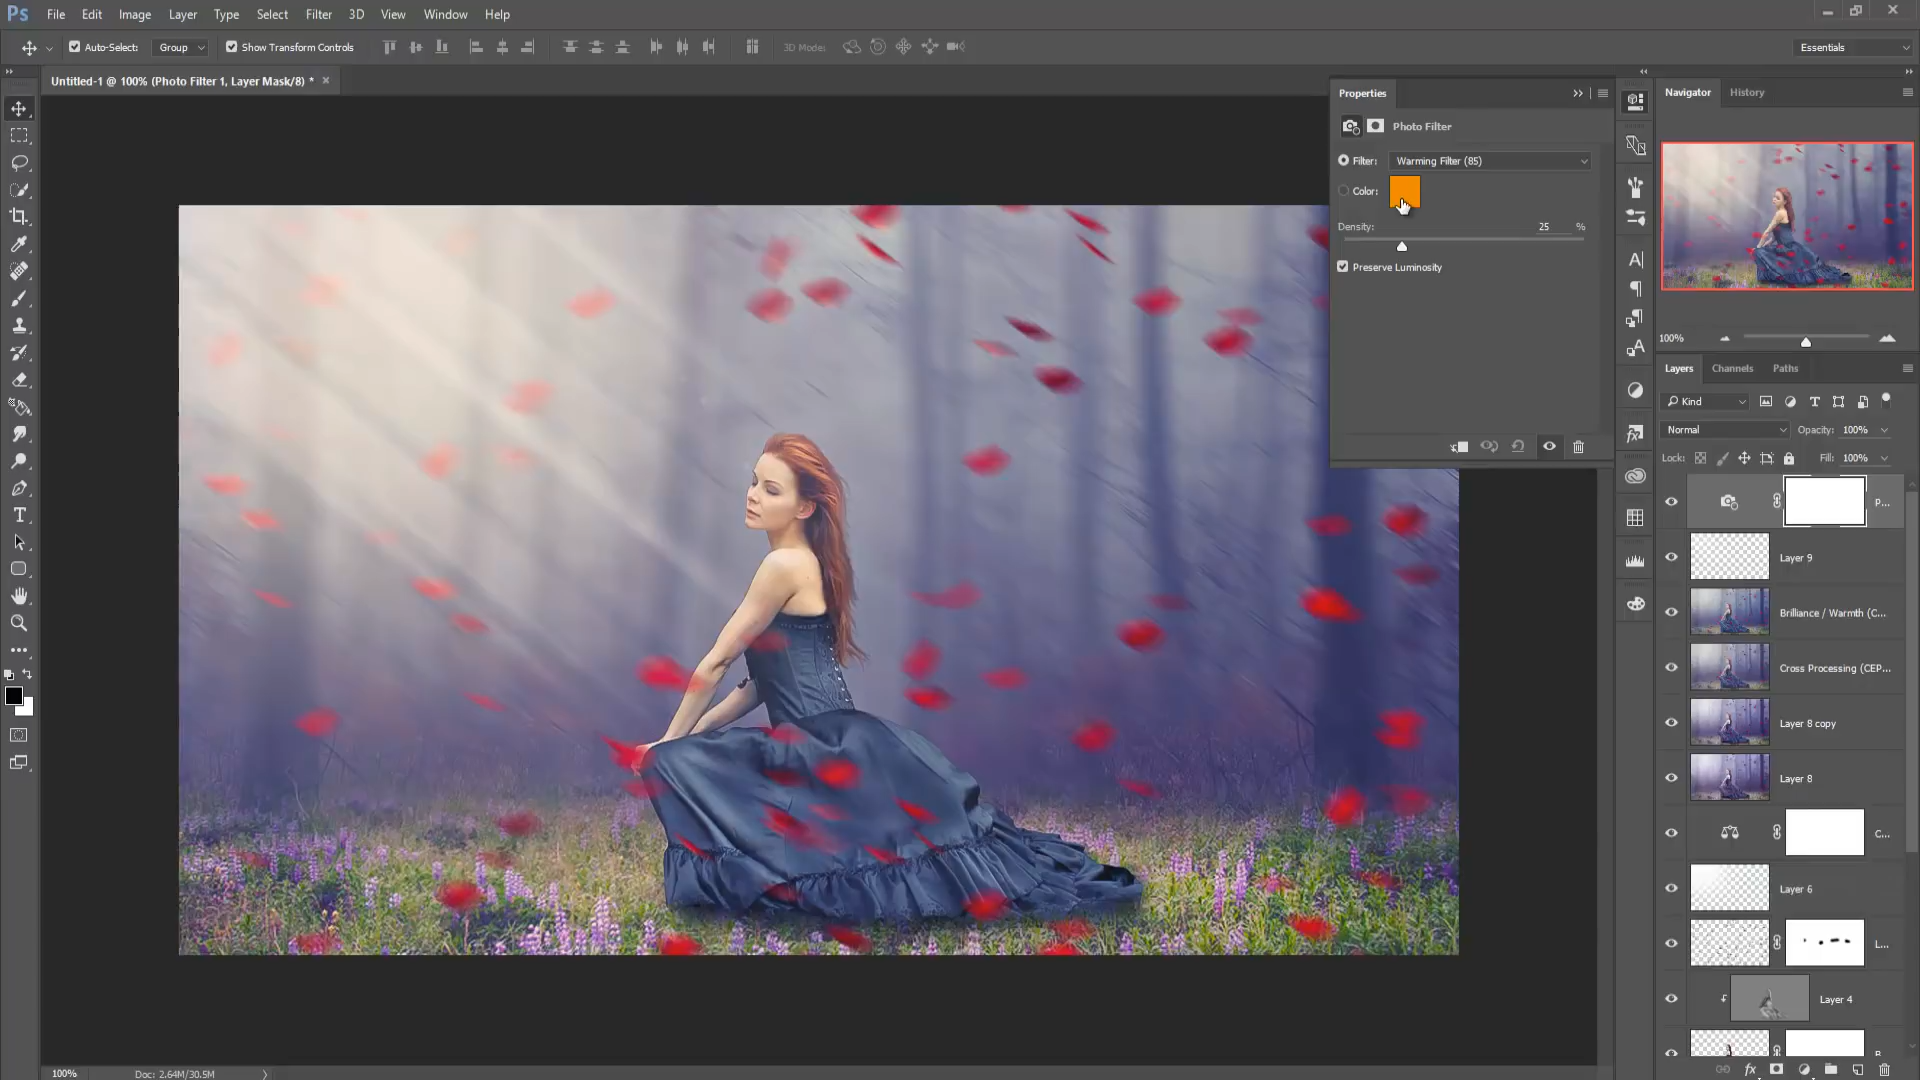 Ps File Edit Image Layer Type Select Filter 3D View Window Help
Auto-Select: Group Show Transform Controls 3D Mode: Essentials
Untitled-1 @ 100% (Photo Filter 1, Layer Mask/8) *
Properties
Photo Filter
Filter: Warming Filter (85)
Color:
Density: 25 %
Preserve Luminosity
Navigator History
100%
Layers Channels Paths
Kind
Normal Opacity: 100%
Lock: Fill: 100%
P...
Layer 9
Brilliance / Warmth (C...
Cross Processing (CEP...
Layer 8 copy
Layer 8
C...
Layer 6
L...
Layer 4
100% Doc: 2.64M/30.5M